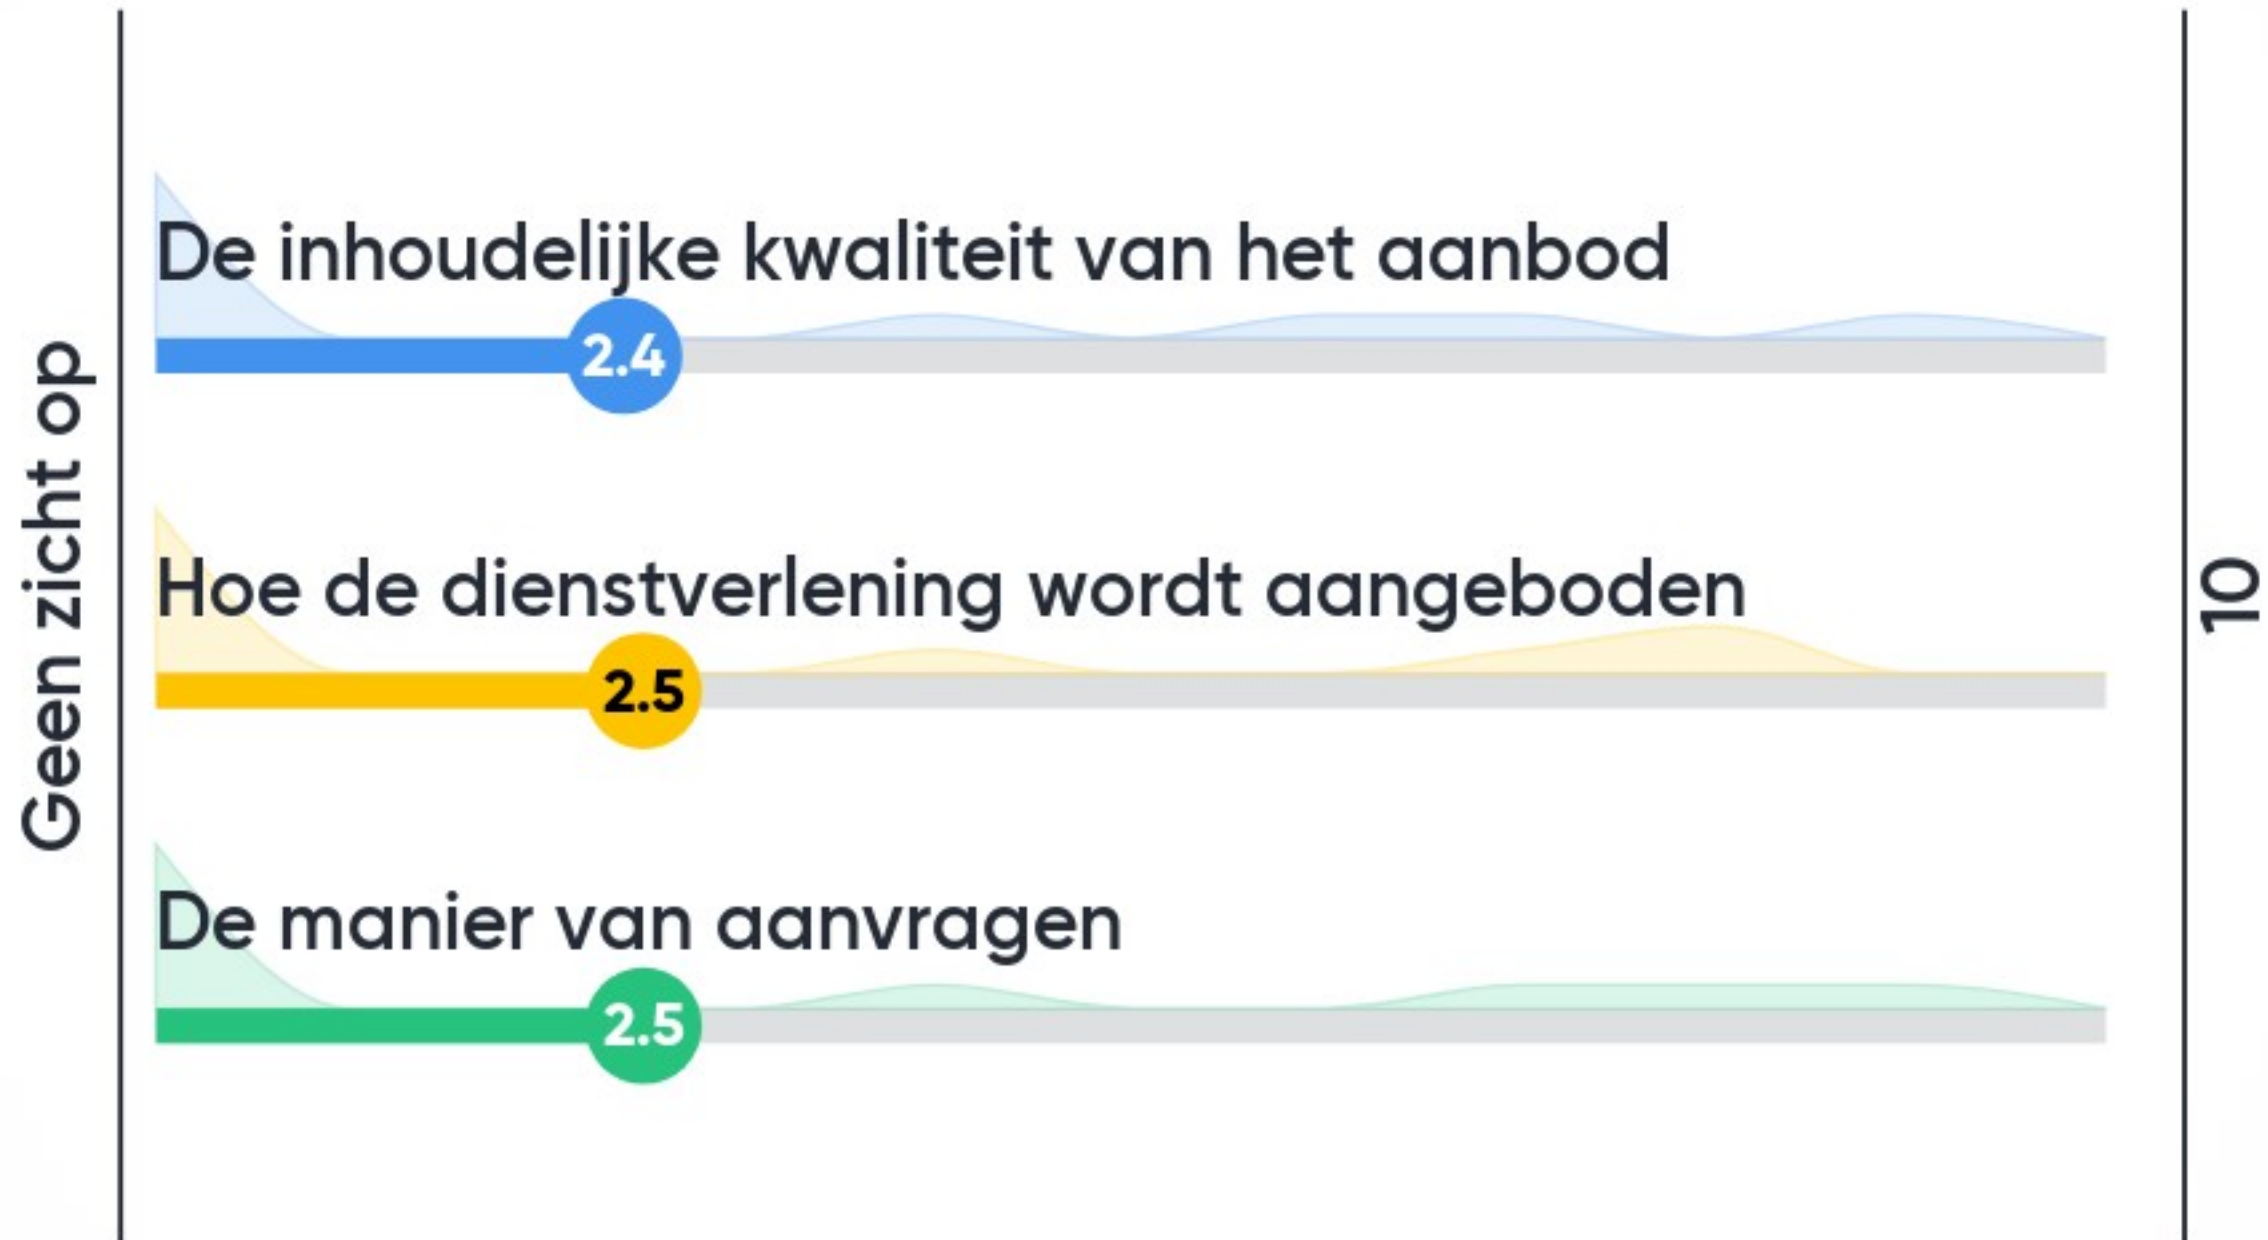 Geen zicht op
De inhoudelijke kwaliteit van het aanbod
2.4
Hoe de dienstverlening wordt aangeboden
2.5
De manier van aanvragen
2.5
10